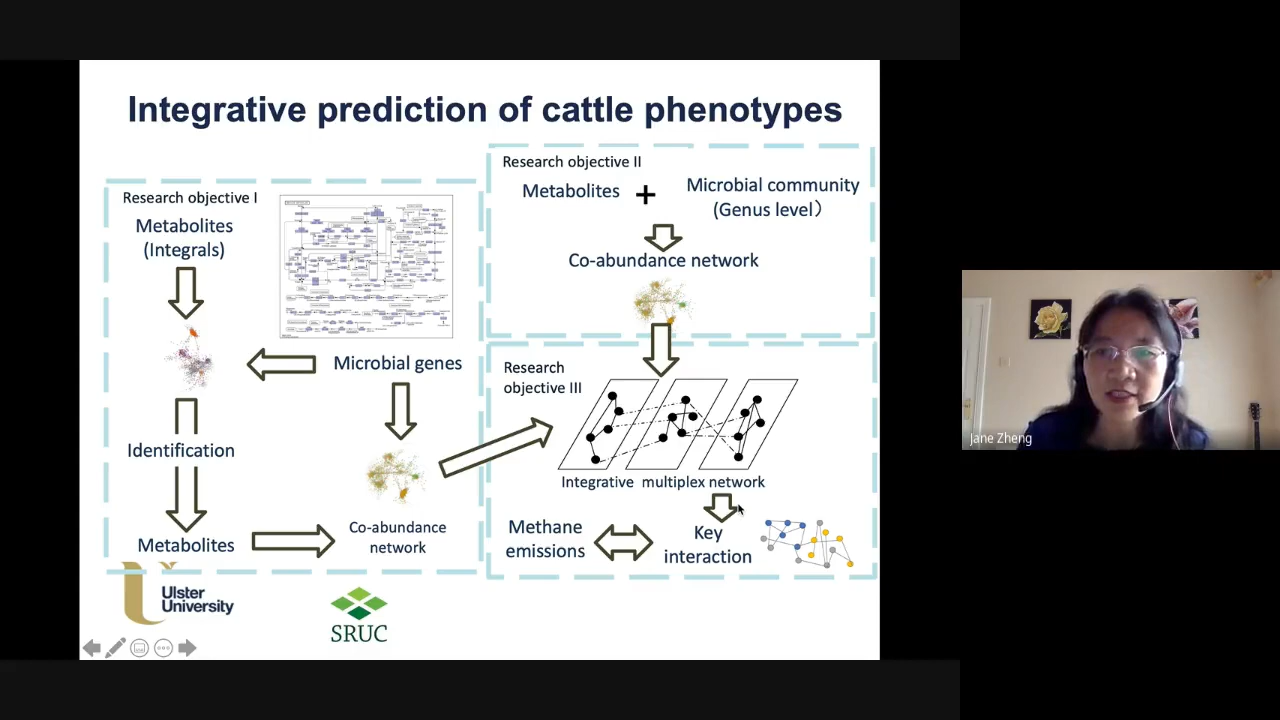 Integrative prediction of cattle phenotypes
Research objective I
Metabolites
(Integrals)
Microbial genes
Identification
Metabolites
Co-abundance
network
Research objective II
Metabolites
+
Microbial community
(Genus level)
Co-abundance network
Research
objective III
Integrative multiplex network
Methane
emissions
Key
interaction
Ulster
University
SRUC
Jane Zheng